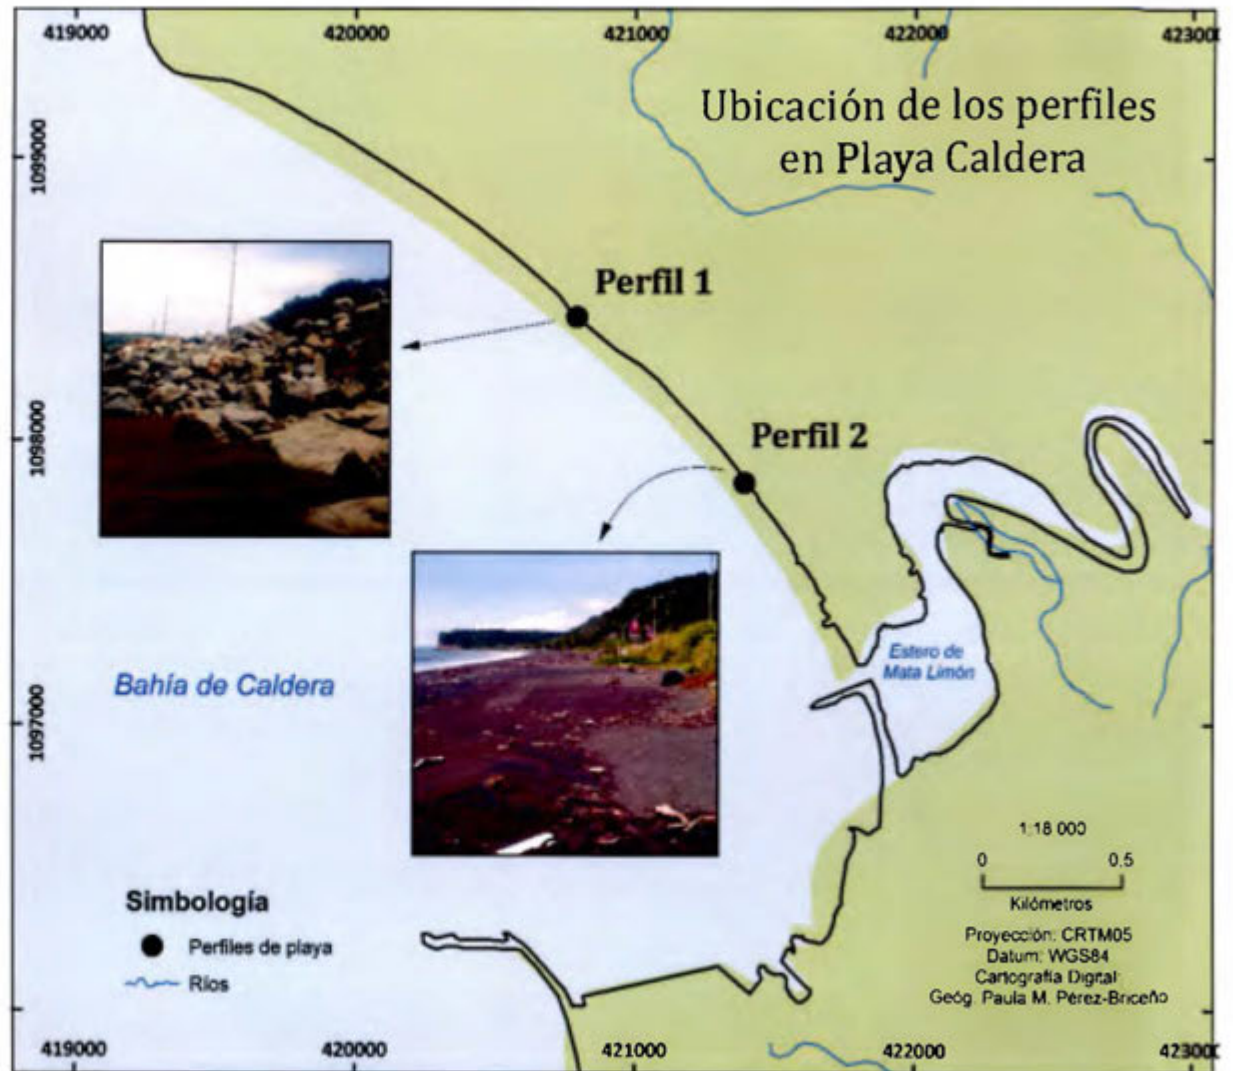 419000
420000
421000
422000
42300
Ubicación de los perfiles
en Playa Caldera
1099000
Perfil 1
1098000
Perfil 2
Estero de
Mata Limón
Bahía de Caldera
1097000
1:18 000
0 0.5
Kilómetros
Simbología
Perfiles de playa
Ríos
Proyección: CRTM05
Datum: WGS84
Cartografía Digital:
Geóg. Paula M. Pérez-Briceño
419000
420000
421000
422000
42300